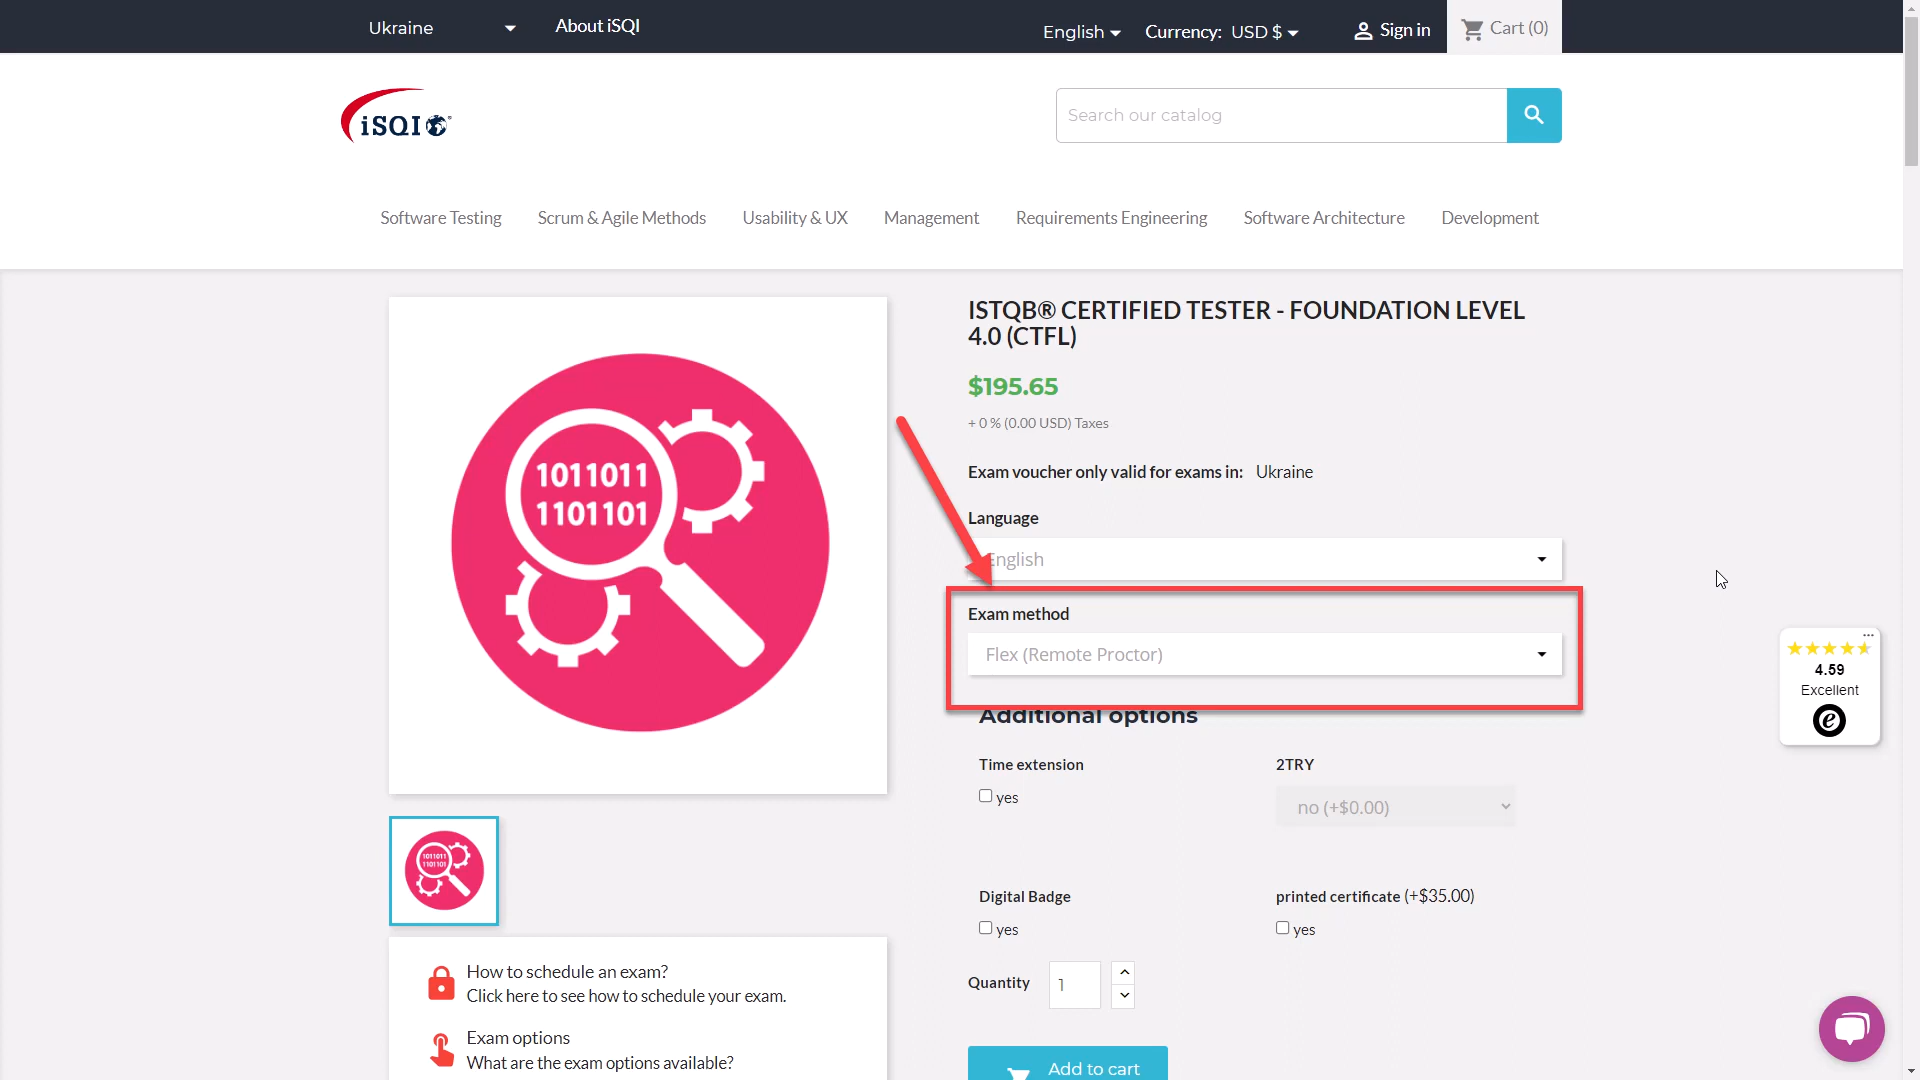 Ukraine
About iSQI
English
Currency: USD $
Sign in
Cart (0)
iSQI
Search our catalog
Software Testing
Scrum & Agile Methods
Usability & UX
Management
Requirements Engineering
Software Architecture
Development
1011011
1101101
ISTQB® CERTIFIED TESTER - FOUNDATION LEVEL
4.0 (CTFL)
$195.65
+ 0 % (0.00 USD) Taxes
Exam voucher only valid for exams in: Ukraine
Language
English
Exam method
Flex (Remote Proctor)
Additional options
Time extension
yes
2TRY
no (+$0.00)
Digital Badge
yes
printed certificate (+$35.00)
yes
Quantity
1
Add to cart
1011011
1101101
How to schedule an exam?
Click here to see how to schedule your exam.
Exam options
What are the exam options available?
4.59
Excellent
e